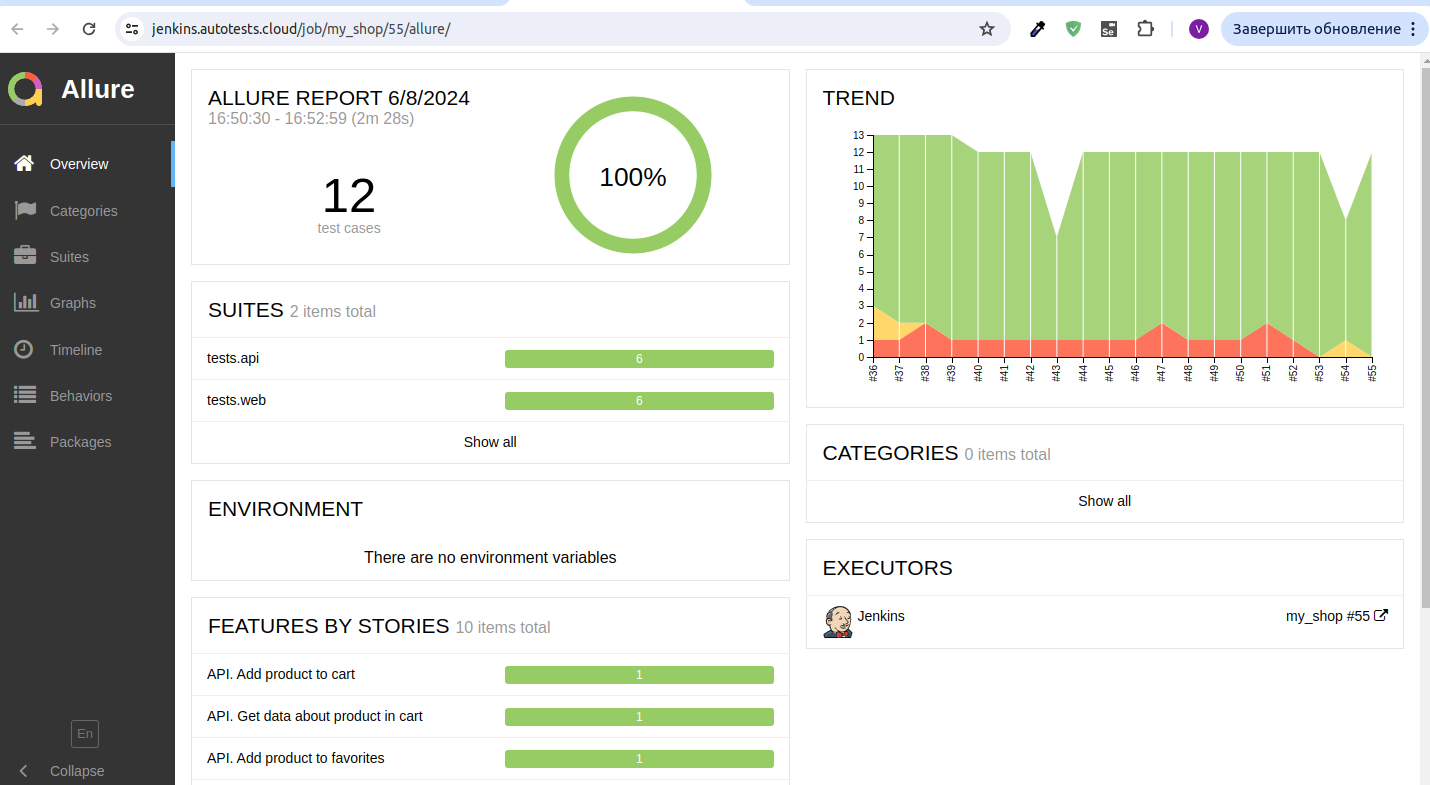 jenkins.autotests.cloud/job/my_shop/55/allure/
Se
V
Завершить обновление
Allure
Overview
Categories
Suites
Graphs
Timeline
Behaviors
Packages
En
Collapse
ALLURE REPORT 6/8/2024
16:50:30 - 16:52:59 (2m 28s)
12
test cases
100%
SUITES 2 items total
tests.api 6
tests.web 6
Show all
ENVIRONMENT
There are no environment variables
FEATURES BY STORIES 10 items total
API. Add product to cart 1
API. Get data about product in cart 1
API. Add product to favorites 1
TREND
13
12
11
10
9
8
7
6
5
4
3
2
1
0
#36 #37 #38 #39 #40 #41 #42 #43 #44 #45 #46 #47 #48 #49 #50 #51 #52 #53 #54 #55
CATEGORIES 0 items total
Show all
EXECUTORS
Jenkins my_shop #55